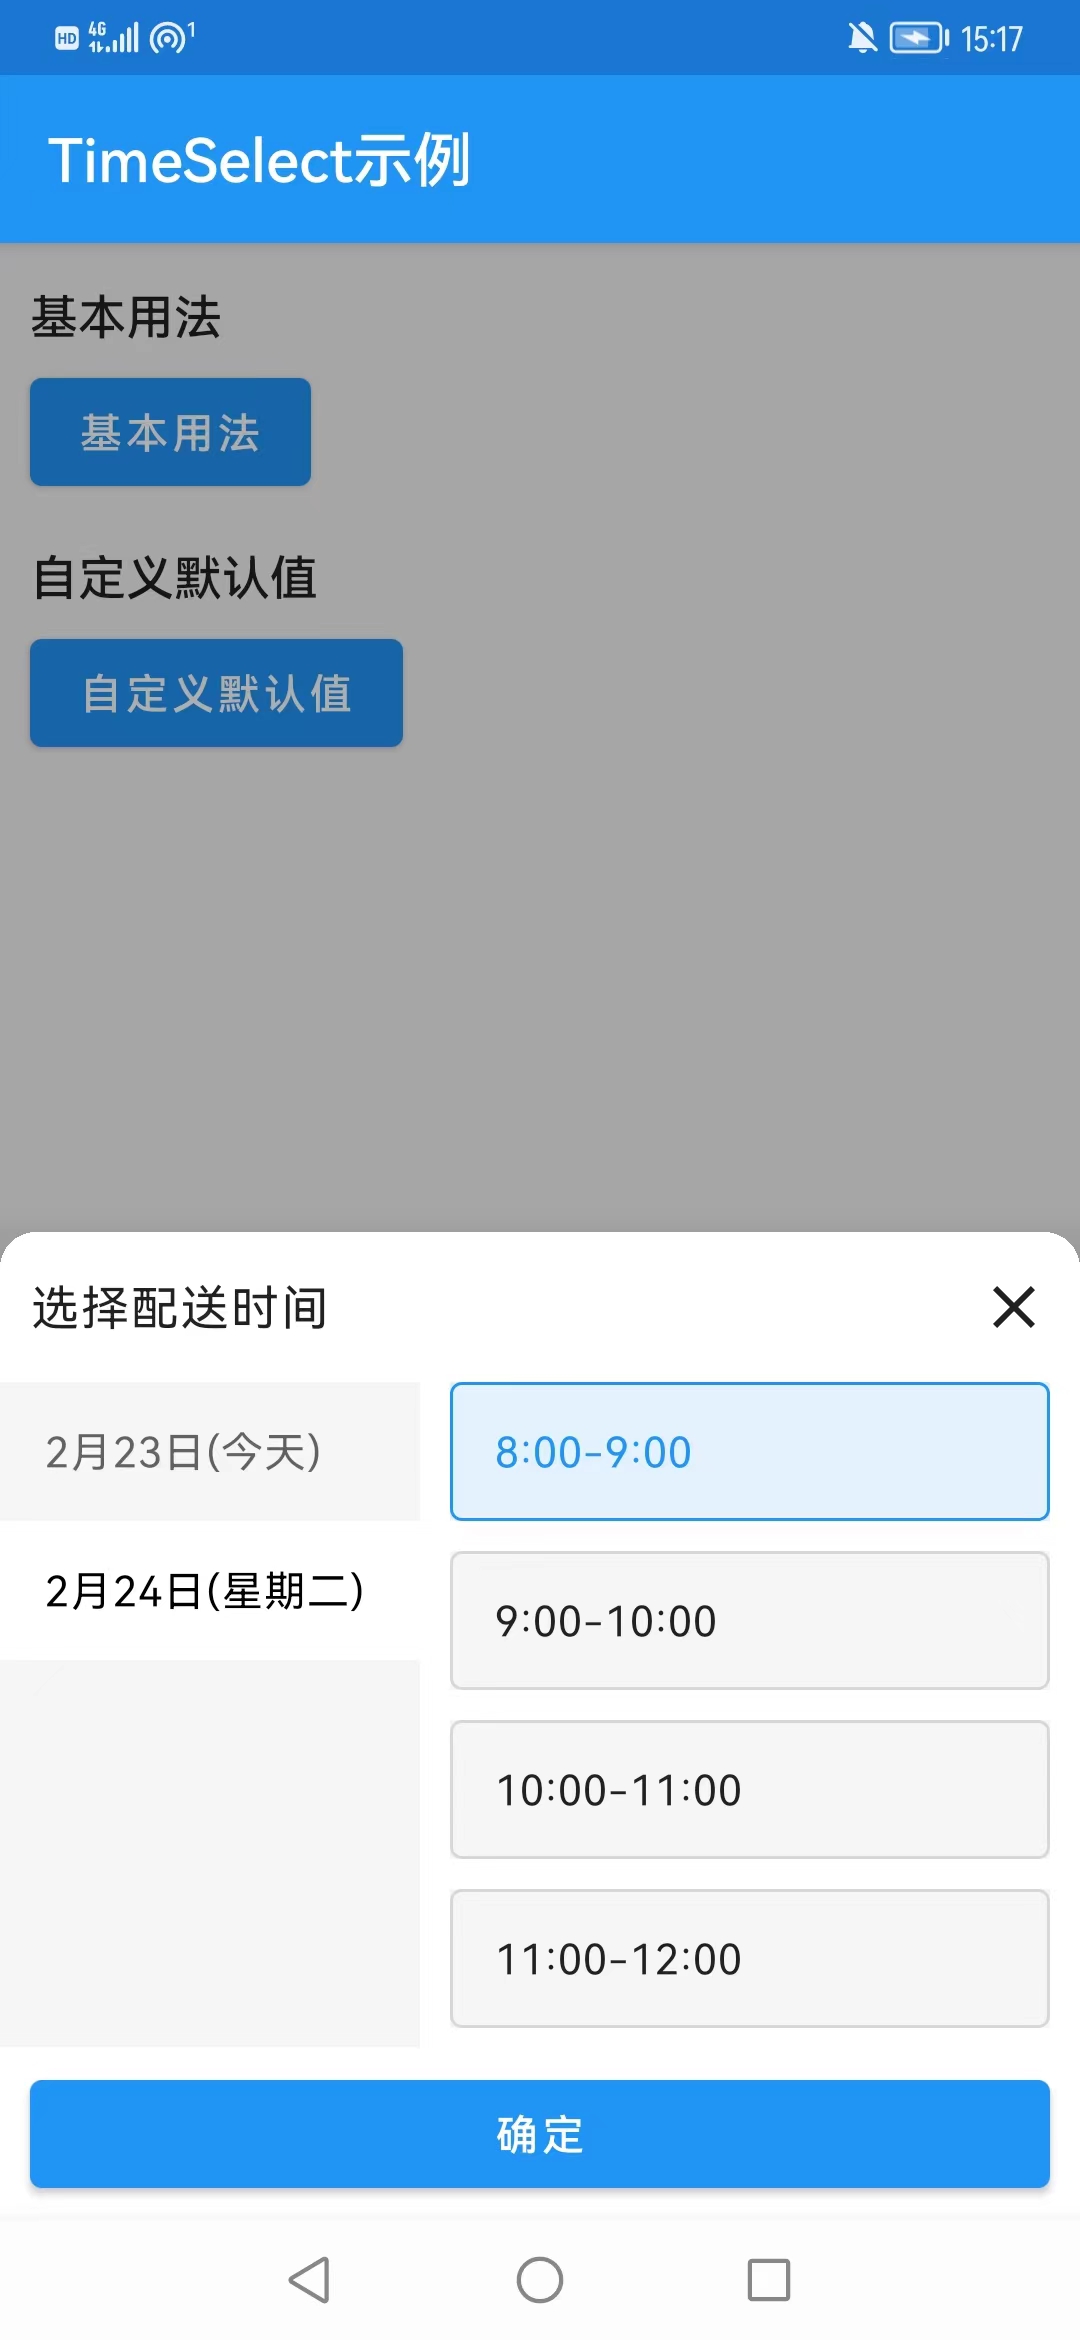 HD 4G 1 15:17
TimeSelect示例
基本用法
基本用法
自定义默认值
自定义默认值
选择配送时间
2月23日(今天)
8:00-9:00
2月24日(星期二)
9:00-10:00
10:00-11:00
11:00-12:00
确定